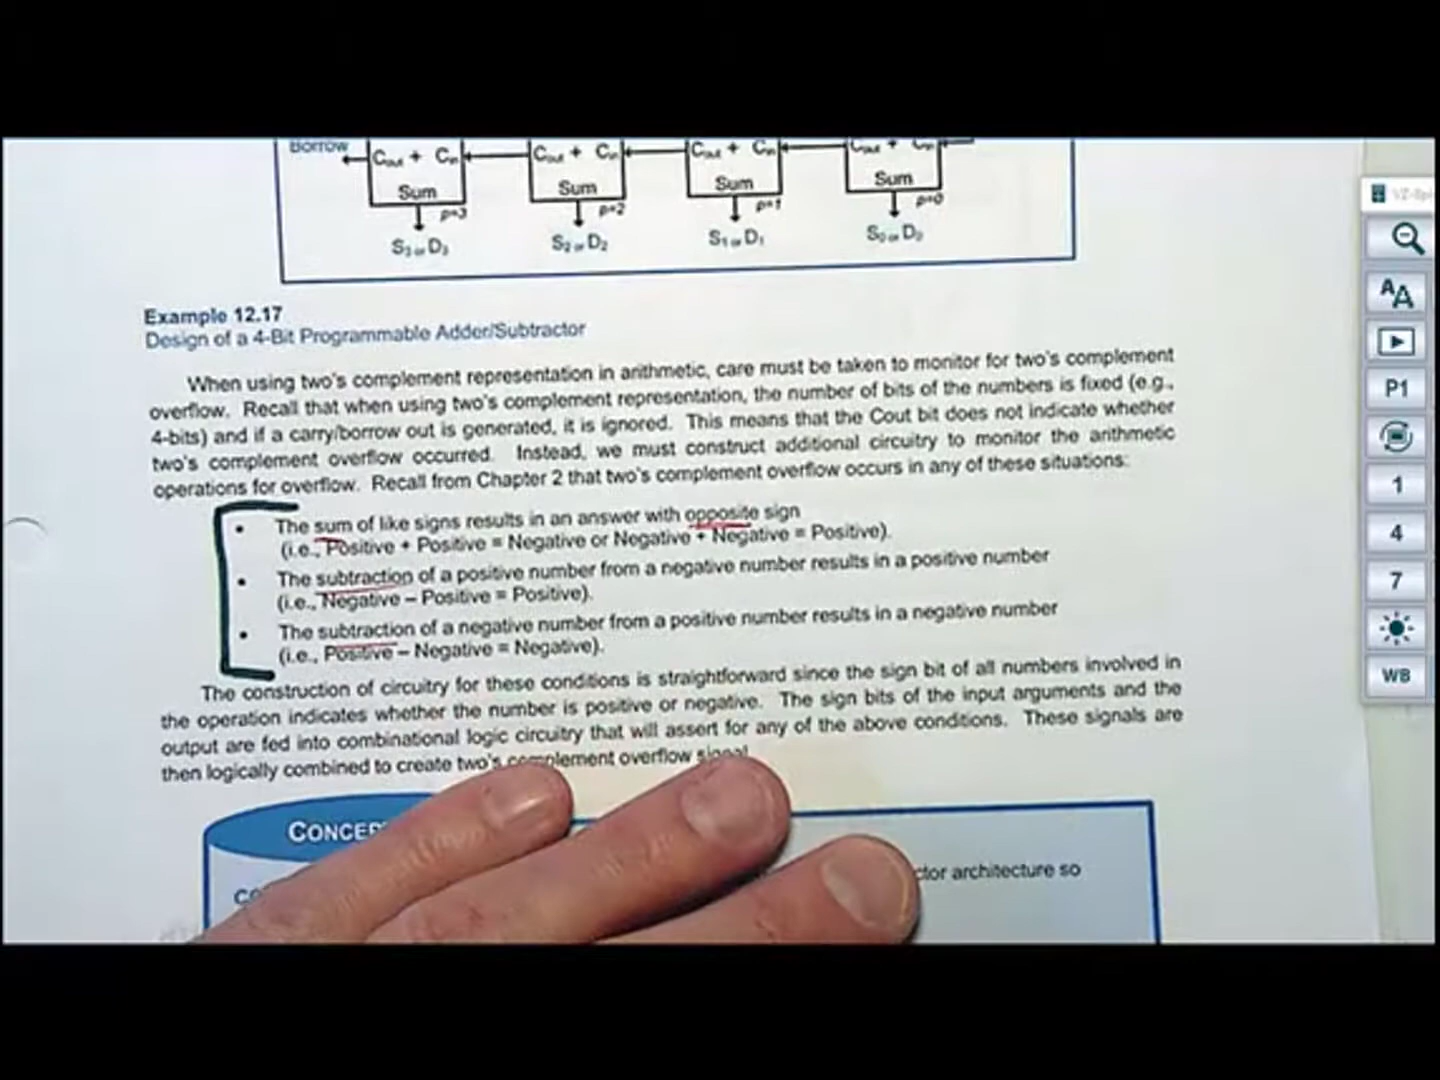 Borrow
Cout + Cin Cout + Cin Cout + Cin Cout + Cin
Sum Sum Sum Sum
p=3 p=2 p=1 p=0
S3 or D3 S2 or D2 S1 or D1 S0 or D0
Example 12.17
Design of a 4-Bit Programmable Adder/Subtractor
When using two's complement representation in arithmetic, care must be taken to monitor for two's complement
overflow. Recall that when using two's complement representation, the number of bits of the numbers is fixed (e.g.,
4-bits) and if a carry/borrow out is generated, it is ignored. This means that the Cout bit does not indicate whether
two's complement overflow occurred. Instead, we must construct additional circuitry to monitor the arithmetic
operations for overflow. Recall from Chapter 2 that two's complement overflow occurs in any of these situations:
• The sum of like signs results in an answer with opposite sign
(i.e., Positive + Positive = Negative or Negative + Negative = Positive).
• The subtraction of a positive number from a negative number results in a positive number
(i.e., Negative – Positive = Positive).
• The subtraction of a negative number from a positive number results in a negative number
(i.e., Positive – Negative = Negative).
The construction of circuitry for these conditions is straightforward since the sign bit of all numbers involved in
the operation indicates whether the number is positive or negative. The sign bits of the input arguments and the
output are fed into combinational logic circuitry that will assert for any of the above conditions. These signals are
then logically combined to create two's complement overflow signal
architecture so
AA
P1
1
4
7
WB